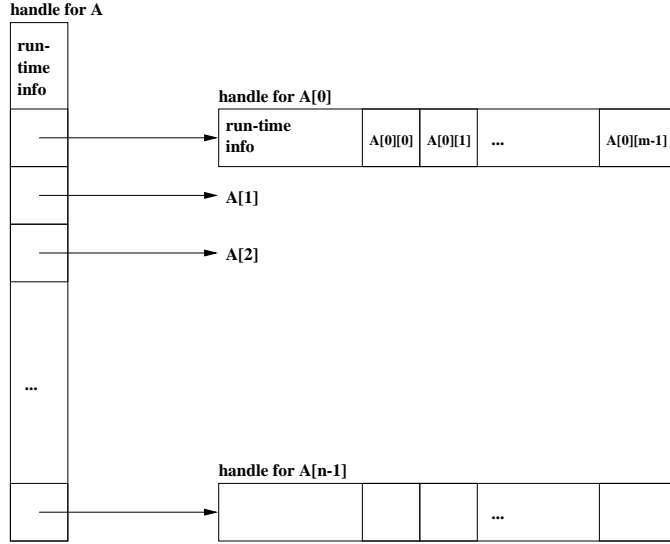 handle for A
run-
time
info
handle for A[0]
run-time
info
A[0][0] A[0][1] ... A[0][m-1]
A[1]
A[2]
...
handle for A[n-1]
...